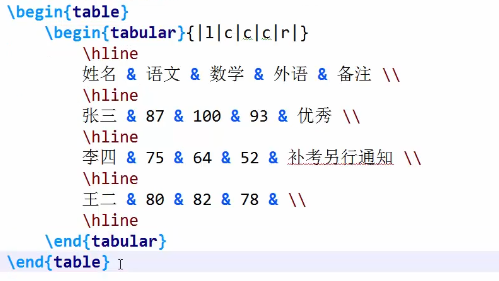 \begin{table}
\begin{tabular}{|l|c|c|c|r|}
\hline
姓名 & 语文 & 数学 & 外语 & 备注 \\
\hline
张三 & 87 & 100 & 93 & 优秀 \\
\hline
李四 & 75 & 64 & 52 & 补考另行通知 \\
\hline
王二 & 80 & 82 & 78 & \\
\hline
\end{tabular}
\end{table}